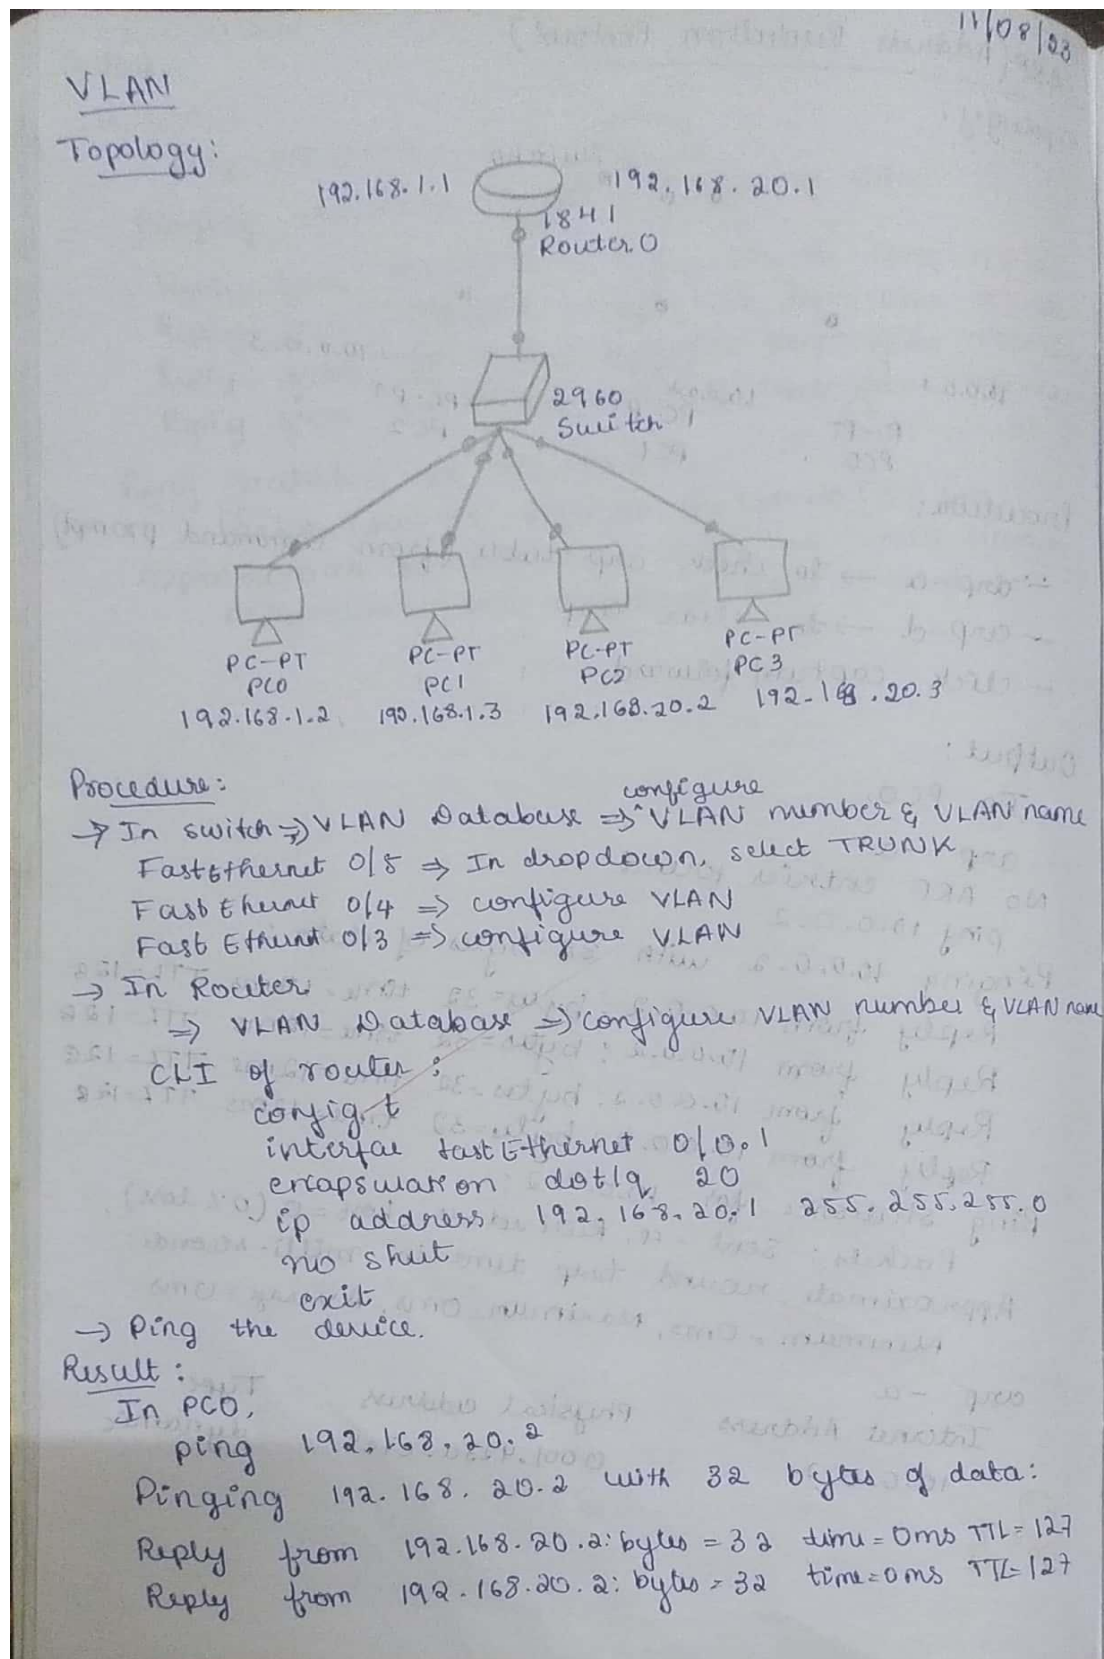 11/08/23
VLAN
Topology:
192.168.1.1 192.168.20.1
1841
Router 0
2960
Switch
PC-PT PC-PT PC-PT PC-PT
PC0 PC1 PC2 PC3
192.168.1.2 192.168.1.3 192.168.20.2 192.168.20.3
Procedure:
configure
→ In switch ⇒ VLAN Database ⇒ ^ VLAN number & VLAN name
FastEthernet 0/5 ⇒ In dropdown, select TRUNK
Fast Ethernet 0/4 ⇒ configure VLAN
Fast Ethernet 0/3 ⇒ configure VLAN
→ In Router
⇒ VLAN Database ⇒ configure VLAN number & VLAN name
CLI of router:
config t
interface fastEthernet 0/0.1
encapsulation dot1q 20
ip address 192.168.20.1 255.255.255.0
no shut
exit
→ Ping the device.
Result:
In PC0,
ping 192.168.20.2
Pinging 192.168.20.2 with 32 bytes of data:
Reply from 192.168.20.2: bytes = 32 time = 0ms TTL = 127
Reply from 192.168.20.2: bytes = 32 time = 0ms TTL = 127